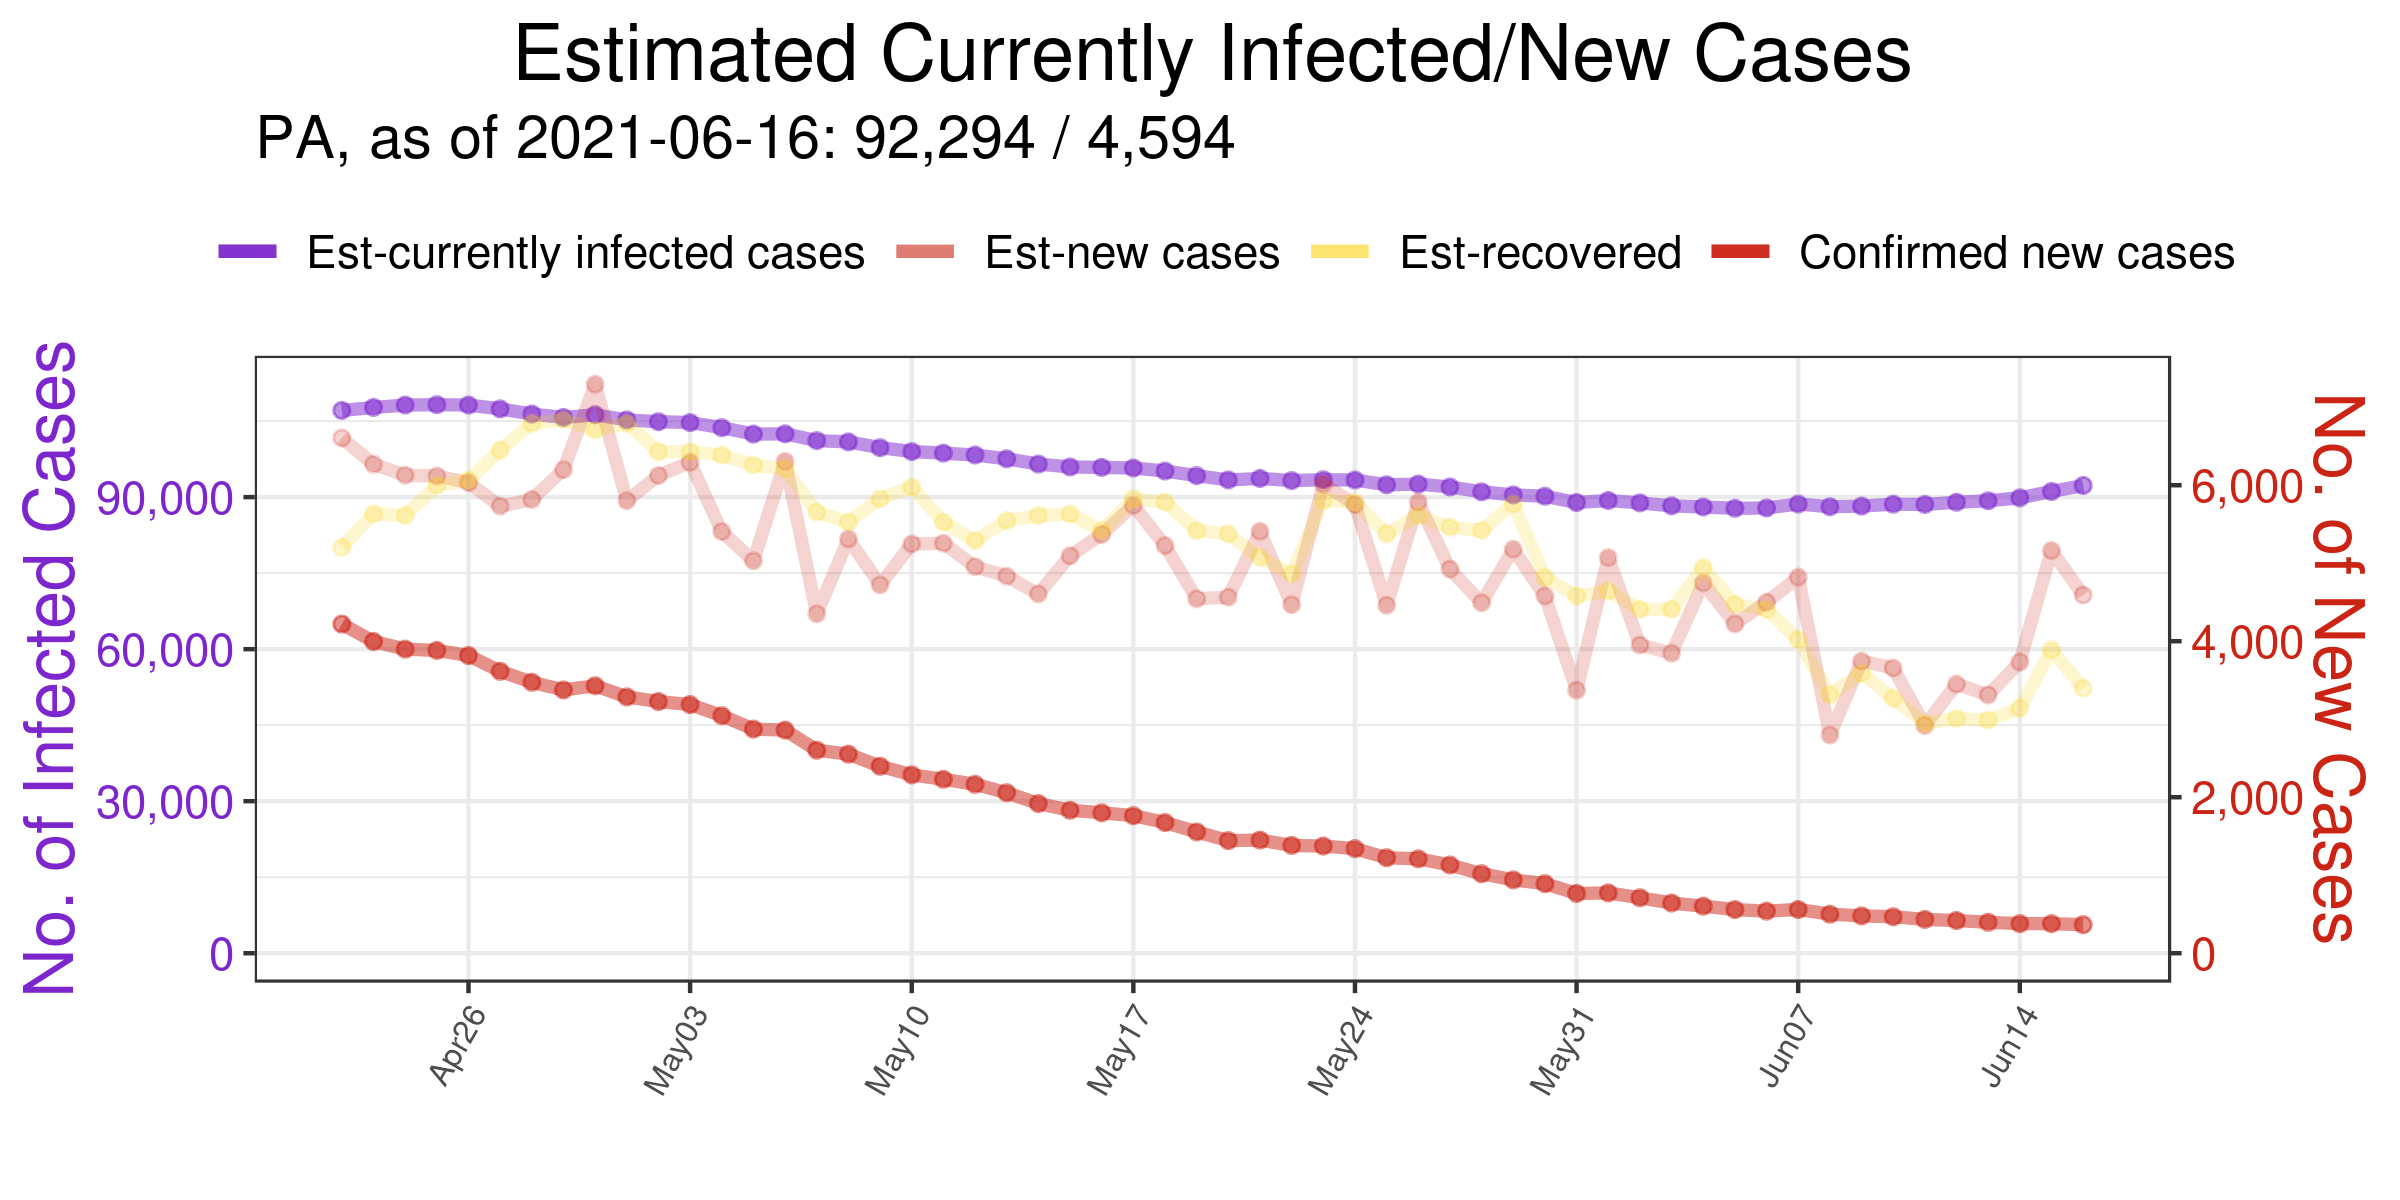 Estimated Currently Infected/New Cases
PA, as of 2021-06-16: 92,294 / 4,594
Est-currently infected cases Est-new cases Est-recovered Confirmed new cases
No. of Infected Cases
90,000
60,000
30,000
0
6,000
4,000
2,000
0
No. of New Cases
Apr26 May03 May10 May17 May24 May31 Jun07 Jun14